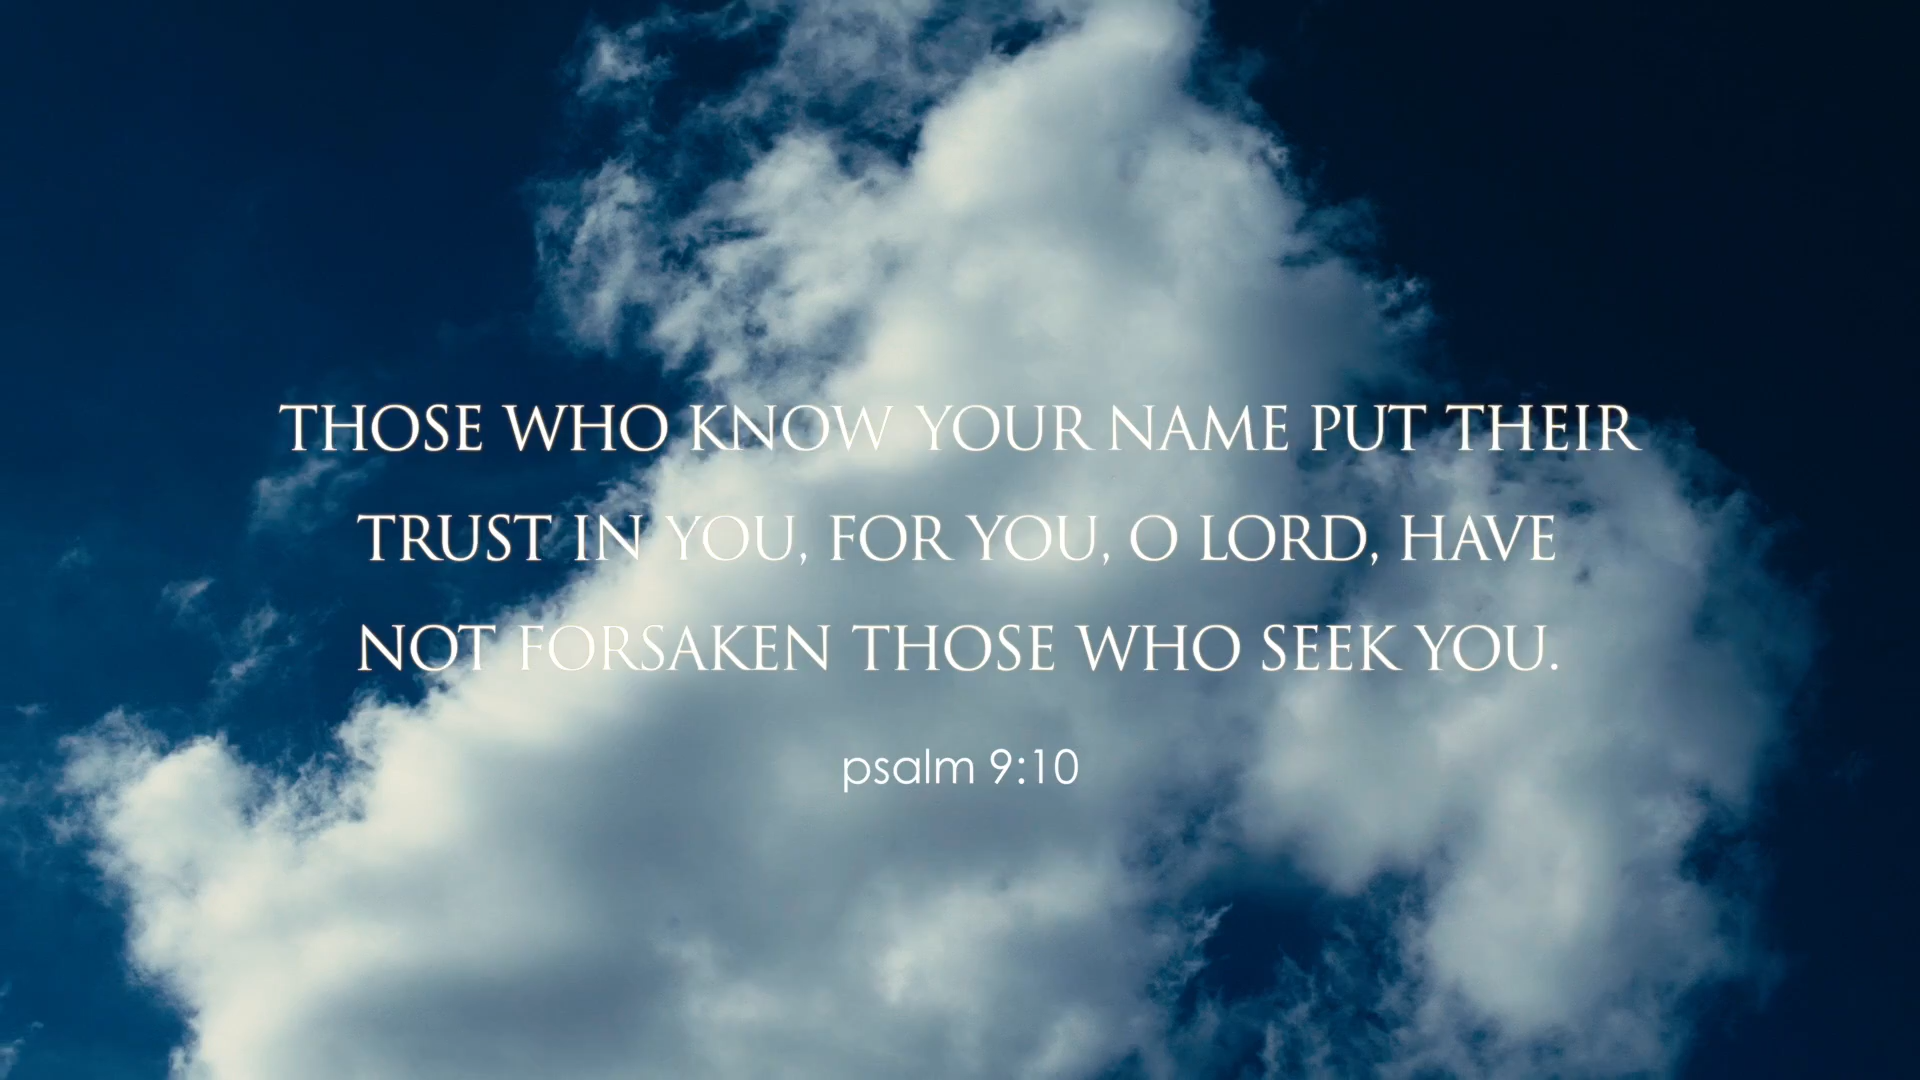 THOSE WHO KNOW YOUR NAME PUT THEIR
TRUST IN YOU, FOR YOU, O LORD, HAVE
NOT FORSAKEN THOSE WHO SEEK YOU.
psalm 9:10